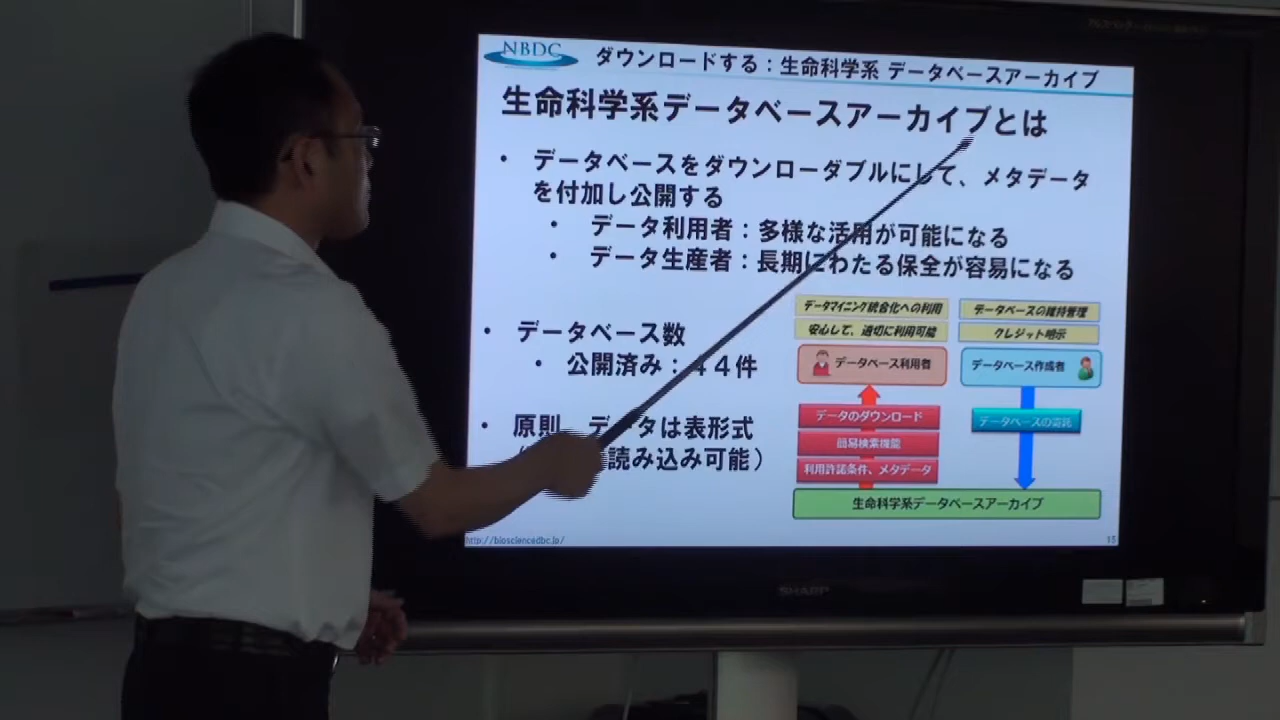 NBDC
ダウンロードする：生命科学系 データベースアーカイブ
生命科学系データベースアーカイブとは
・ データベースをダウンローダブルにして、メタデータ
を付加し公開する
・ データ利用者：多様な活用が可能になる
・ データ生産者：長期にわたる保全が容易になる
・ データベース数
・ 公開済み：４４件
・ 原則 データは表形式
読み込み可能）
データマイニング統合化への利用
安心して、適切に利用可能
データベース利用者
データのダウンロード
簡易検索機能
利用許諾条件、メタデータ
データベースの維持管理
クレジット明示
データベース作成者
データベースの寄託
生命科学系データベースアーカイブ
http://biosciencedbc.jp/
15
SHARP